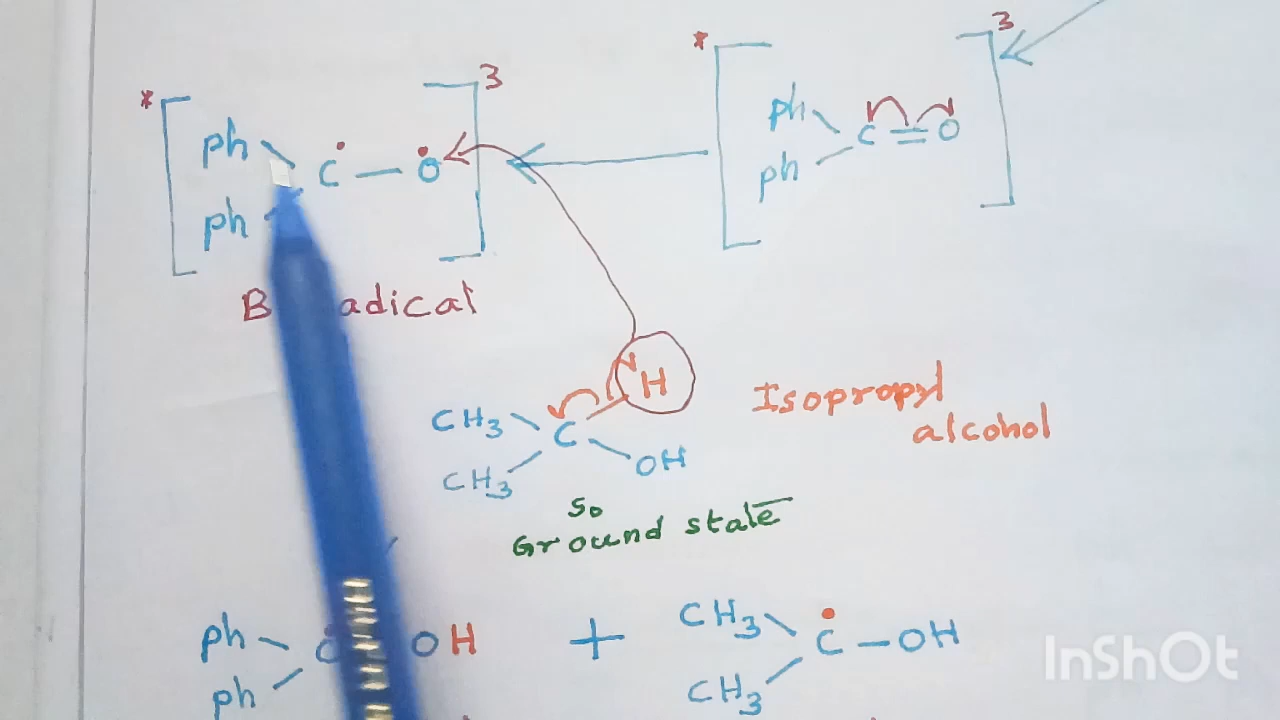 * [ ph ph Ċ — Ȯ ] 3
* [ ph ph C = O ] 3
radical
H
CH3 CH3 C OH
Isopropyl
alcohol
So
Ground state
ph ph OH + CH3 CH3 Ċ — OH
InShOt